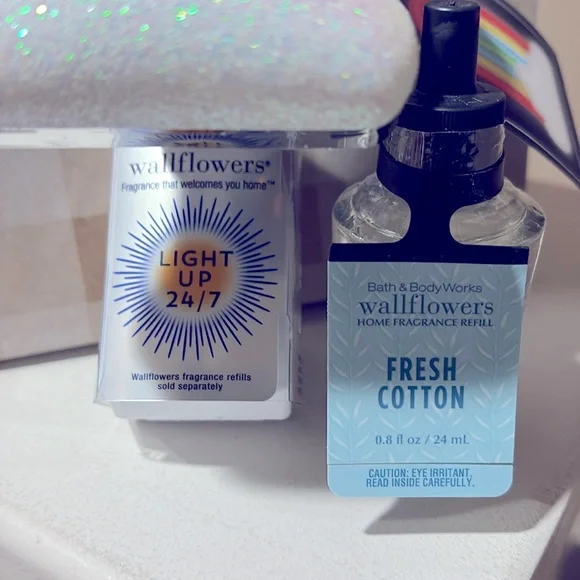 wallflowers®
Fragrance that welcomes you home™
LIGHT
UP
24/7
Wallflowers fragrance refills
sold separately
Bath & Body Works
wallflowers
HOME FRAGRANCE REFILL
FRESH
COTTON
0.8 fl oz / 24 mL
CAUTION: EYE IRRITANT,
READ INSIDE CAREFULLY.